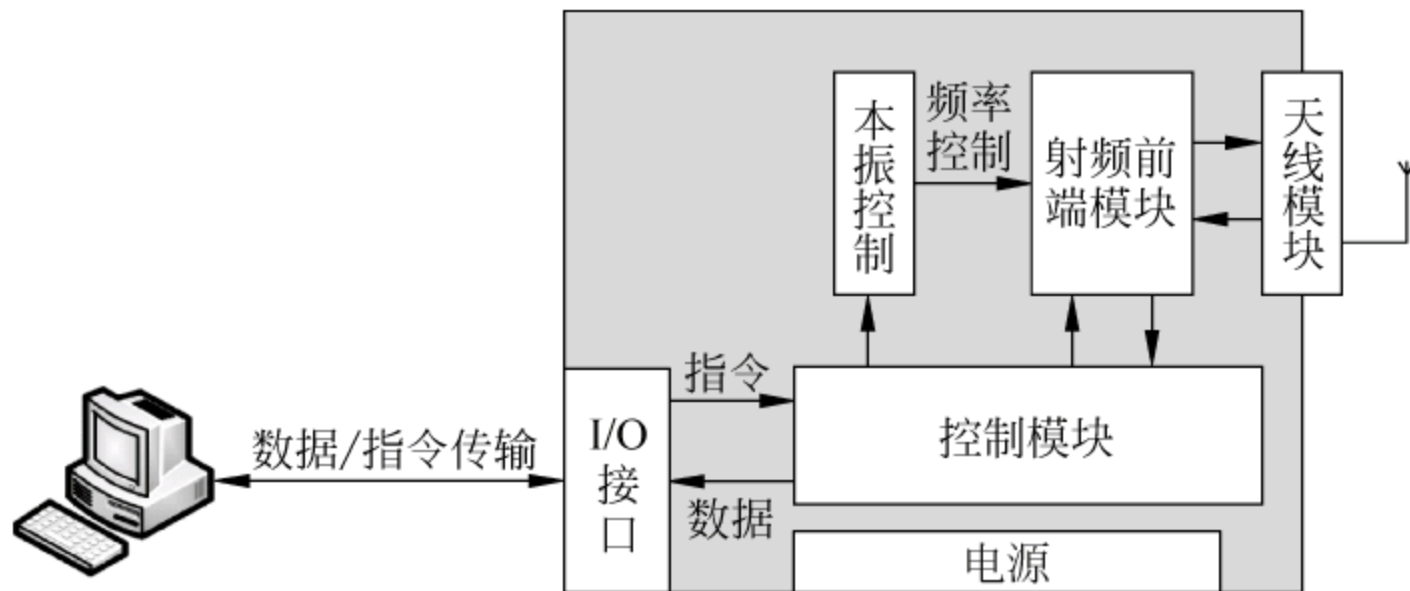 本振控制
频率
控制
射频前
端模块
天线模块
指令
数据/指令传输
I/O
接
口
控制模块
数据
电源